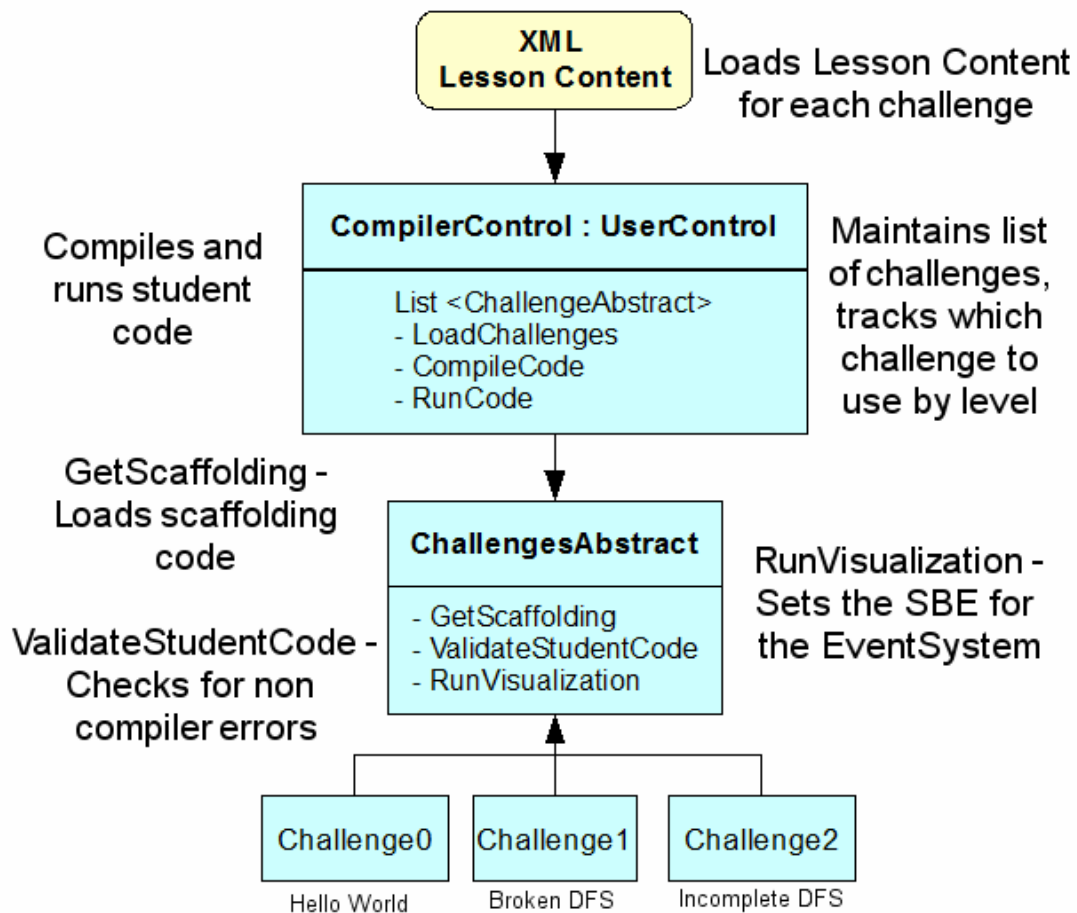 XML
Lesson Content
Loads Lesson Content
for each challenge
CompilerControl : UserControl
List <ChallengeAbstract>
- LoadChallenges
- CompileCode
- RunCode
Compiles and
runs student
code
Maintains list
of challenges,
tracks which
challenge to
use by level
GetScaffolding -
Loads scaffolding
code
ValidateStudentCode -
Checks for non
compiler errors
ChallengesAbstract
- GetScaffolding
- ValidateStudentCode
- RunVisualization
RunVisualization -
Sets the SBE for
the EventSystem
Challenge0
Challenge1
Challenge2
Hello World
Broken DFS
Incomplete DFS